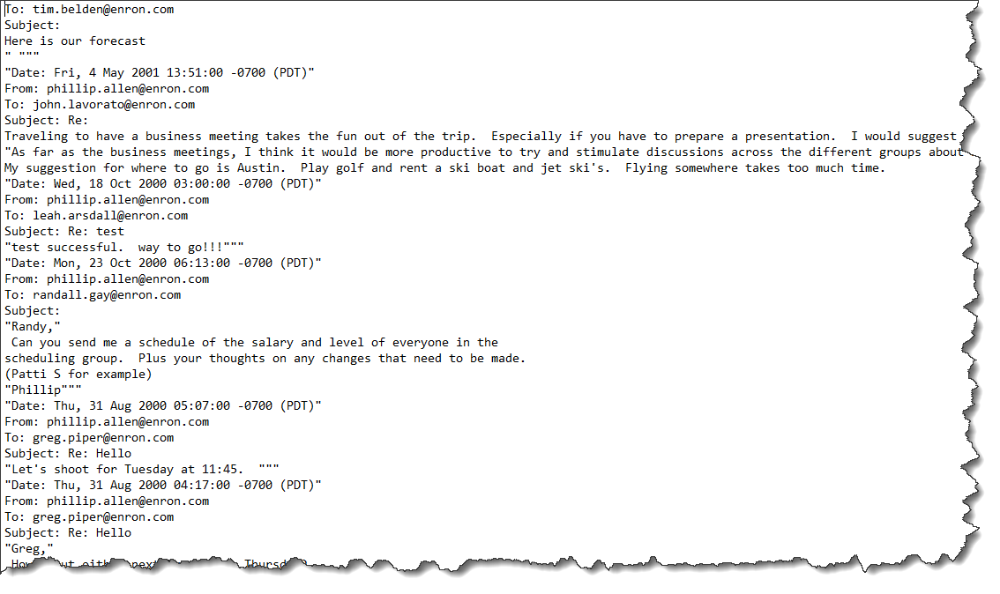 To: tim.belden@enron.com
Subject:
Here is our forecast
" """
"Date: Fri, 4 May 2001 13:51:00 -0700 (PDT)"
From: phillip.allen@enron.com
To: john.lavorato@enron.com
Subject: Re:
Traveling to have a business meeting takes the fun out of the trip.  Especially if you have to prepare a presentation.  I would suggest
"As far as the business meetings, I think it would be more productive to try and stimulate discussions across the different groups about
My suggestion for where to go is Austin.  Play golf and rent a ski boat and jet ski's.  Flying somewhere takes too much time.
"Date: Wed, 18 Oct 2000 03:00:00 -0700 (PDT)"
From: phillip.allen@enron.com
To: leah.arsdall@enron.com
Subject: Re: test
"test successful.  way to go!!!"""
"Date: Mon, 23 Oct 2000 06:13:00 -0700 (PDT)"
From: phillip.allen@enron.com
To: randall.gay@enron.com
Subject:
"Randy,"
 Can you send me a schedule of the salary and level of everyone in the
scheduling group.  Plus your thoughts on any changes that need to be made.
(Patti S for example)
"Phillip"""
"Date: Thu, 31 Aug 2000 05:07:00 -0700 (PDT)"
From: phillip.allen@enron.com
To: greg.piper@enron.com
Subject: Re: Hello
"Let's shoot for Tuesday at 11:45.  """
"Date: Thu, 31 Aug 2000 04:17:00 -0700 (PDT)"
From: phillip.allen@enron.com
To: greg.piper@enron.com
Subject: Re: Hello
"Greg,"